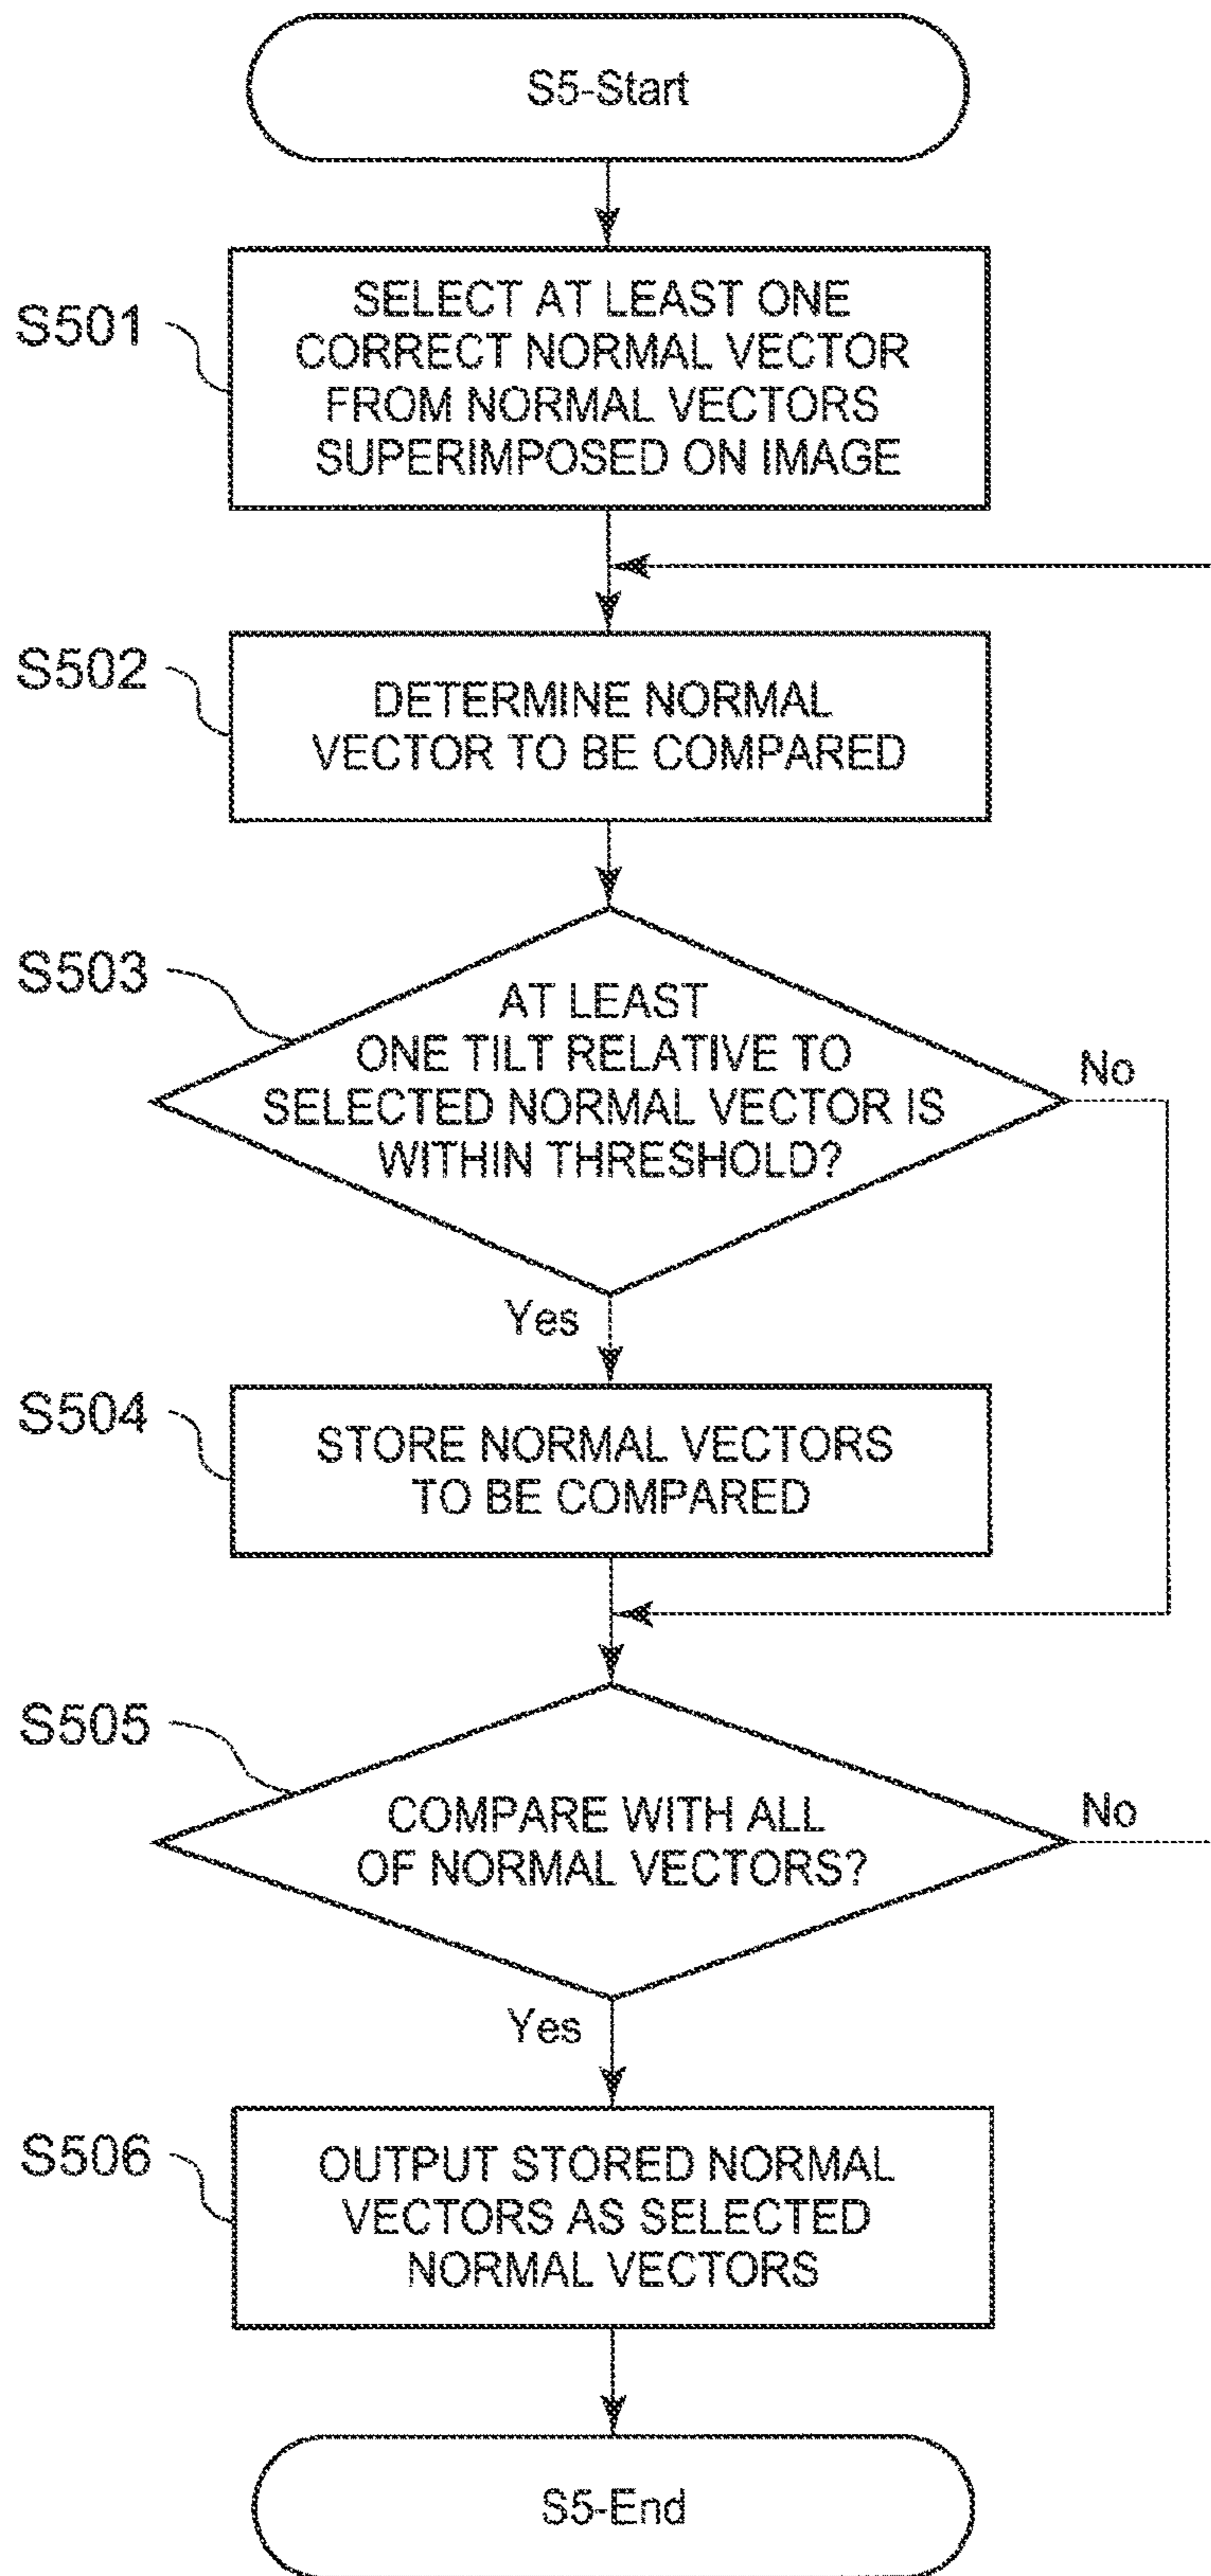 S5-Start
S501
SELECT AT LEAST ONE
CORRECT NORMAL VECTOR
FROM NORMAL VECTORS
SUPERIMPOSED ON IMAGE
S502
DETERMINE NORMAL
VECTOR TO BE COMPARED
S503
AT LEAST
ONE TILT RELATIVE TO
SELECTED NORMAL VECTOR IS
WITHIN THRESHOLD?
No
Yes
S504
STORE NORMAL VECTORS
TO BE COMPARED
S505
COMPARE WITH ALL
OF NORMAL VECTORS?
No
Yes
S506
OUTPUT STORED NORMAL
VECTORS AS SELECTED
NORMAL VECTORS
S5-End